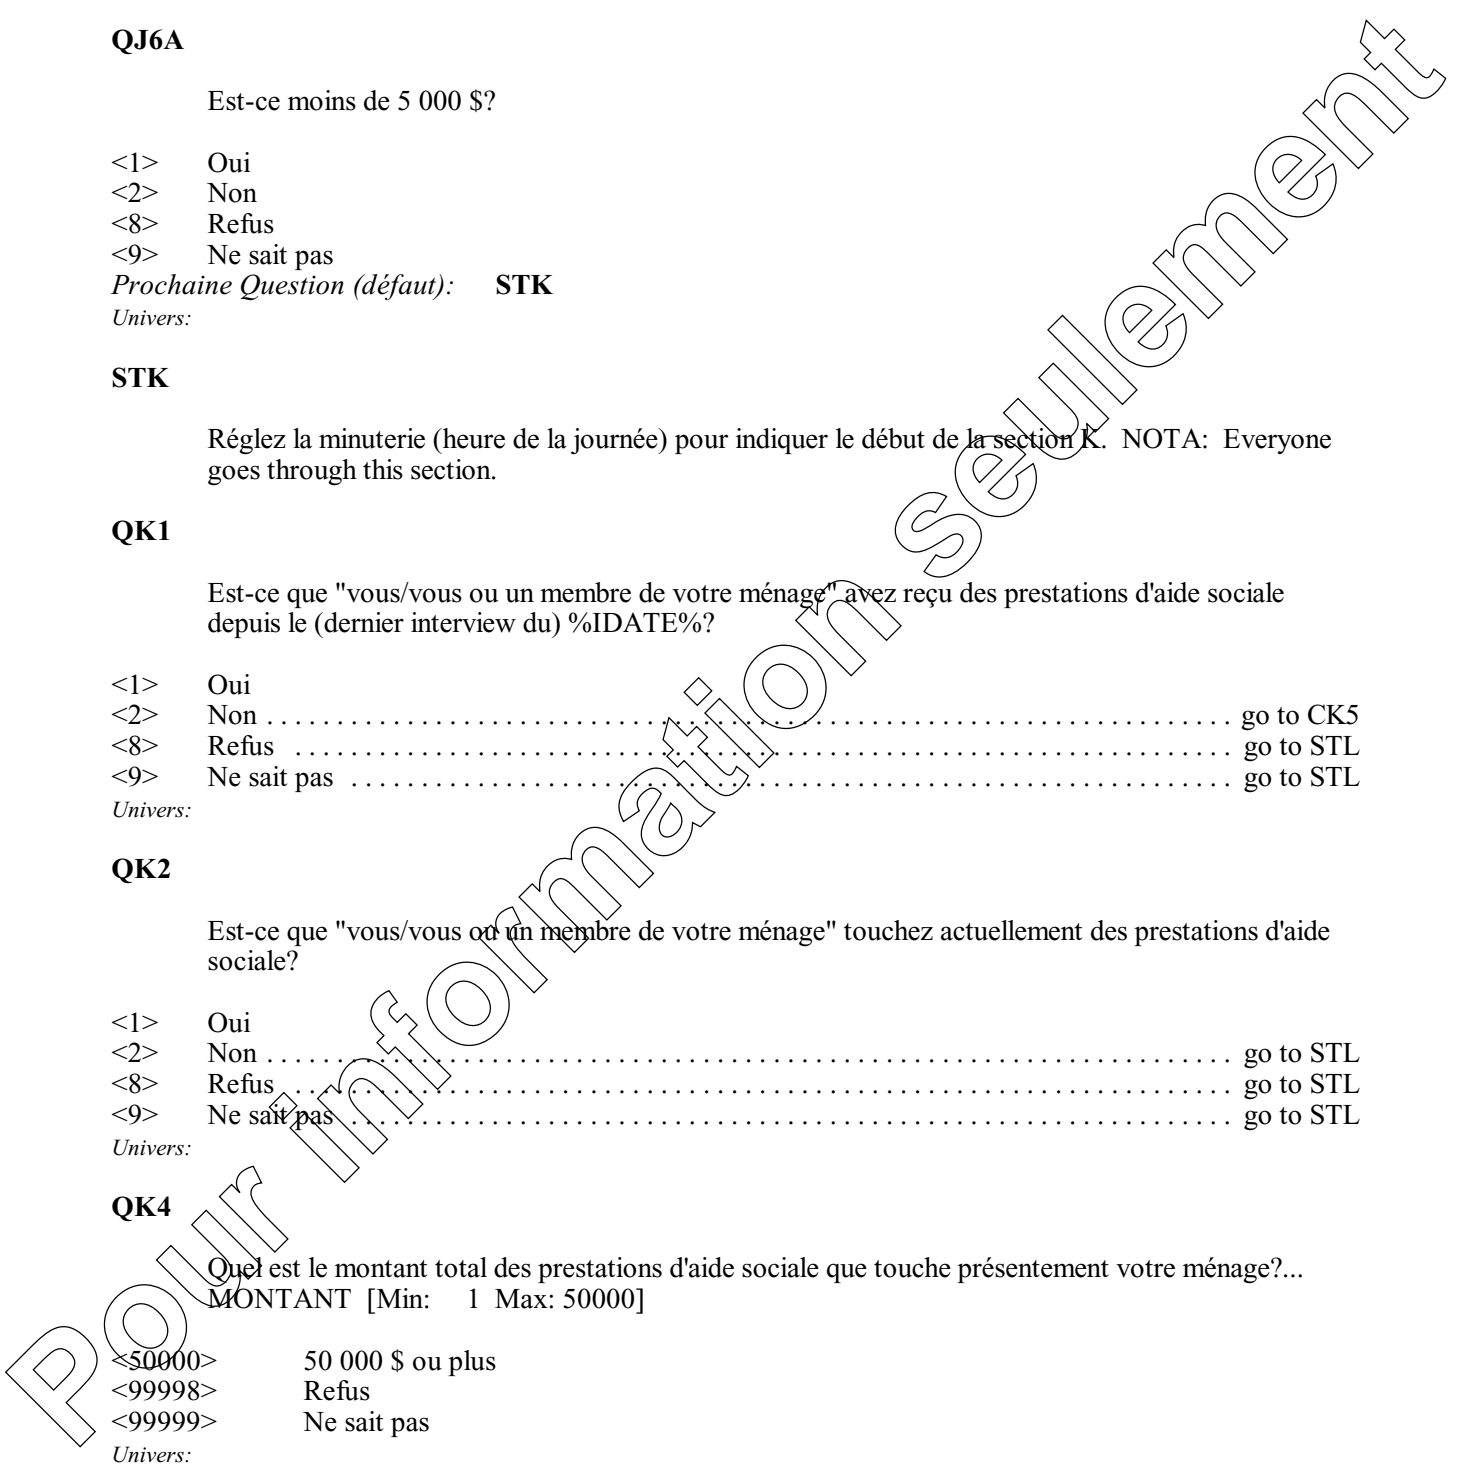 QJ6A
Est-ce moins de 5 000 $?
<1> Oui
<2> Non
<8> Refus
<9> Ne sait pas
Prochaine Question (défaut): STK
Univers:
STK
Réglez la minuterie (heure de la journée) pour indiquer le début de la section K. NOTA: Everyone
goes through this section.
QK1
Est-ce que "vous/vous ou un membre de votre ménage" avez reçu des prestations d'aide sociale
depuis le (dernier interview du) %IDATE%?
<1> Oui
<2> Non . . . . . . . . . . . . . . . . . . . . . . . . . . . . . . . . . . . . . . . . go to CK5
<8> Refus . . . . . . . . . . . . . . . . . . . . . . . . . . . . . . . . . . . . . . . . go to STL
<9> Ne sait pas . . . . . . . . . . . . . . . . . . . . . . . . . . . . . . . . . . . . go to STL
Univers:
QK2
Est-ce que "vous/vous ou un membre de votre ménage" touchez actuellement des prestations d'aide
sociale?
<1> Oui
<2> Non . . . . . . . . . . . . . . . . . . . . . . . . . . . . . . . . . . . . . . . . go to STL
<8> Refus . . . . . . . . . . . . . . . . . . . . . . . . . . . . . . . . . . . . . . . . go to STL
<9> Ne sait pas . . . . . . . . . . . . . . . . . . . . . . . . . . . . . . . . . . . . go to STL
Univers:
QK4
Quel est le montant total des prestations d'aide sociale que touche présentement votre ménage?...
MONTANT [Min: 1 Max: 50000]
<50000> 50 000 $ ou plus
<99998> Refus
<99999> Ne sait pas
Univers:
Pour information seulement